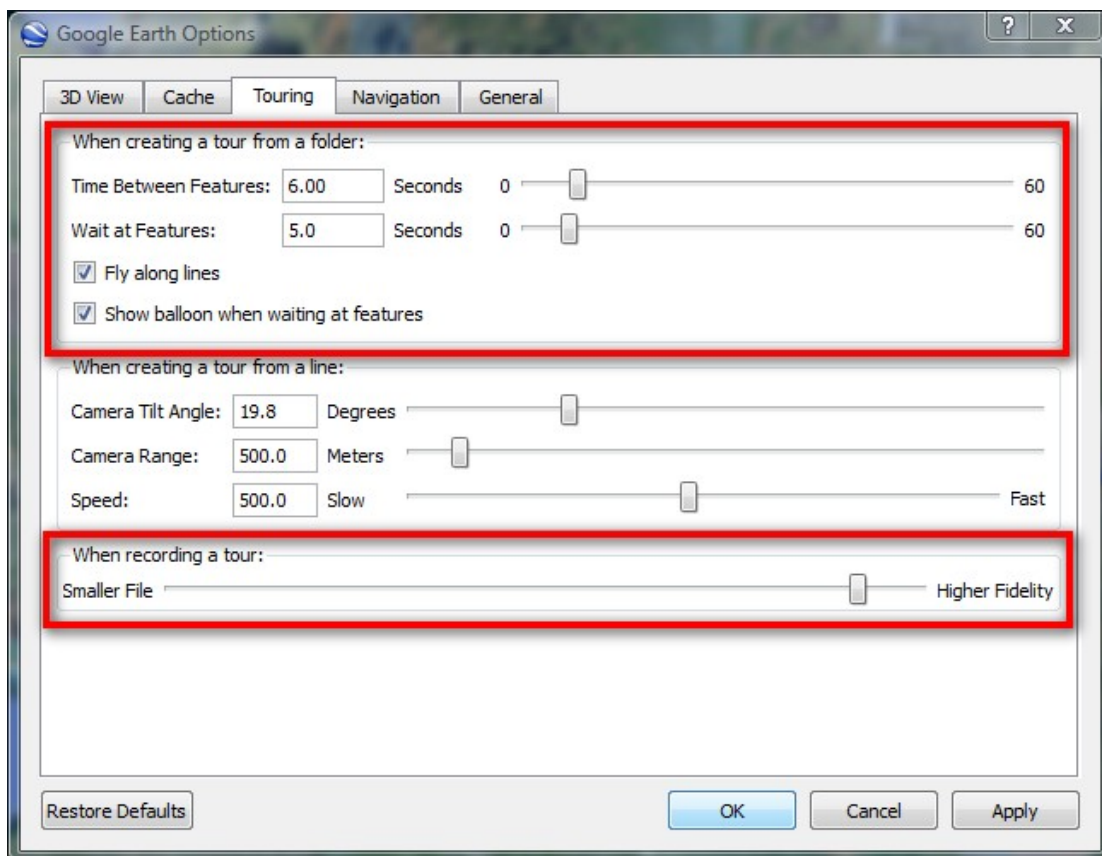 Google Earth Options
? X
3D View Cache Touring Navigation General
When creating a tour from a folder:
Time Between Features: 6.00 Seconds 0 60
Wait at Features: 5.0 Seconds 0 60
Fly along lines
Show balloon when waiting at features
When creating a tour from a line:
Camera Tilt Angle: 19.8 Degrees
Camera Range: 500.0 Meters
Speed: 500.0 Slow Fast
When recording a tour:
Smaller File Higher Fidelity
Restore Defaults OK Cancel Apply